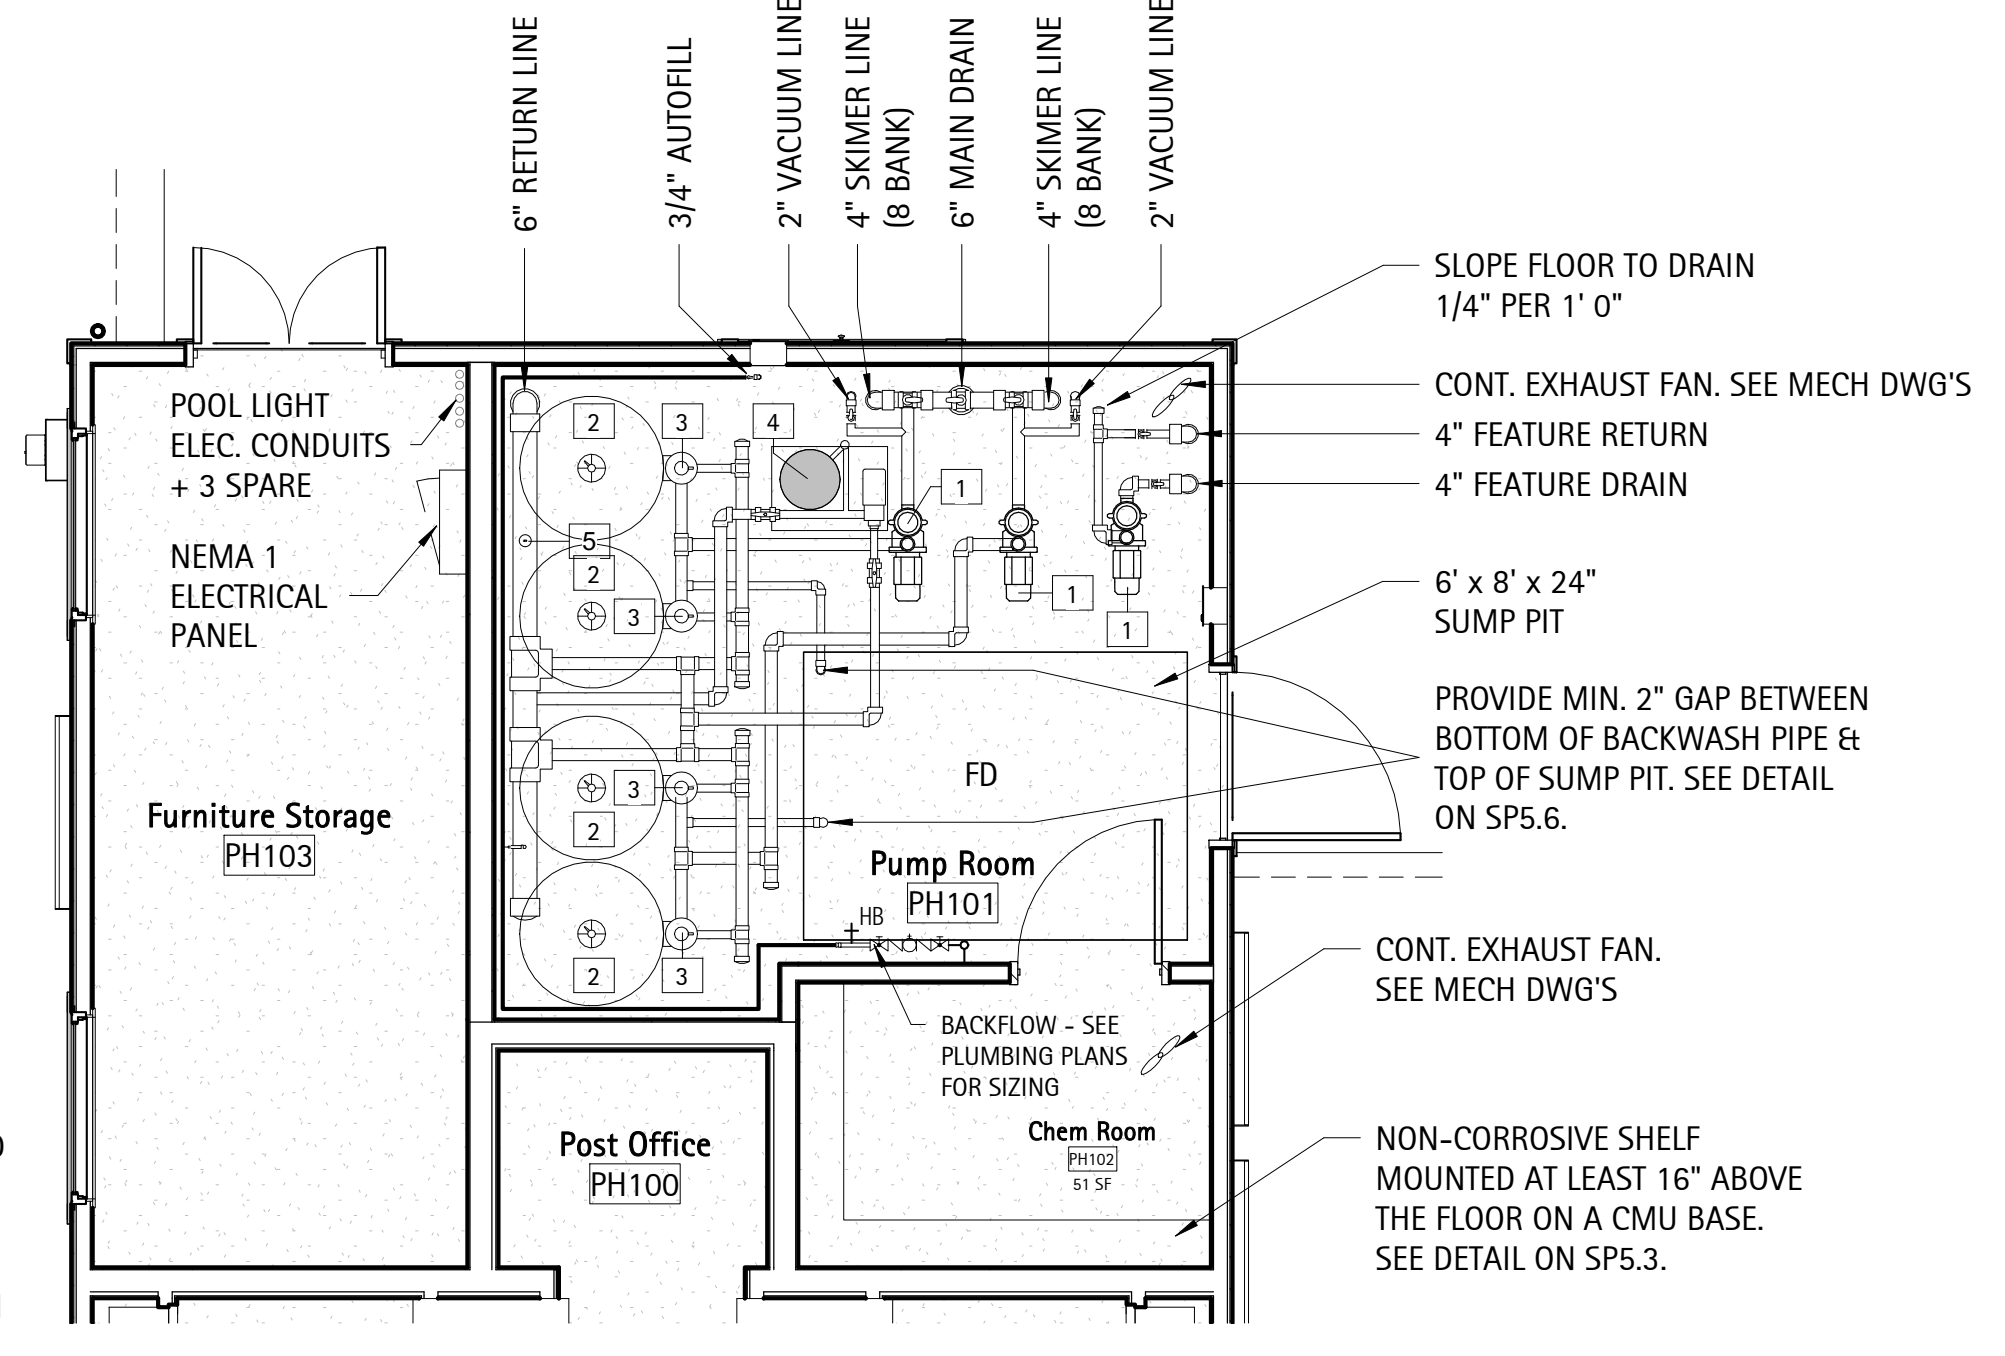 6" RETURN LINE
3/4" AUTOFILL
2" VACUUM LINE
4" SKIMER LINE
(8 BANK)
6" MAIN DRAIN
4" SKIMER LINE
(8 BANK)
2" VACUUM LINE
SLOPE FLOOR TO DRAIN
1/4" PER 1' 0"
CONT. EXHAUST FAN. SEE MECH DWG'S
4" FEATURE RETURN
4" FEATURE DRAIN
6' x 8' x 24"
SUMP PIT
PROVIDE MIN. 2" GAP BETWEEN
BOTTOM OF BACKWASH PIPE &
TOP OF SUMP PIT. SEE DETAIL
ON SP5.6.
CONT. EXHAUST FAN.
SEE MECH DWG'S
NON-CORROSIVE SHELF
MOUNTED AT LEAST 16" ABOVE
THE FLOOR ON A CMU BASE.
SEE DETAIL ON SP5.3.
POOL LIGHT
ELEC. CONDUITS
+ 3 SPARE
NEMA 1
ELECTRICAL
PANEL
Furniture Storage
PH103
2
3
4
1
5
2
3
1
1
3
2
2
3
FD
Pump Room
PH101
HB
BACKFLOW - SEE
PLUMBING PLANS
FOR SIZING
Chem Room
PH102
51 SF
Post Office
PH100